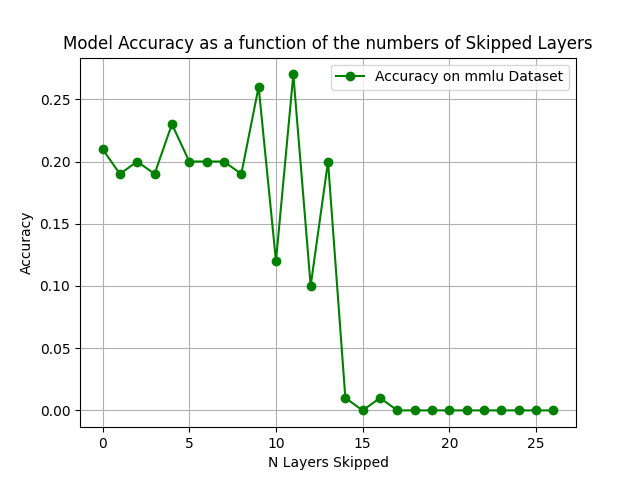 Model Accuracy as a function of the numbers of Skipped Layers
Accuracy on mmlu Dataset
0.25
0.20
0.15
0.10
0.05
0.00
Accuracy
0 5 10 15 20 25
N Layers Skipped